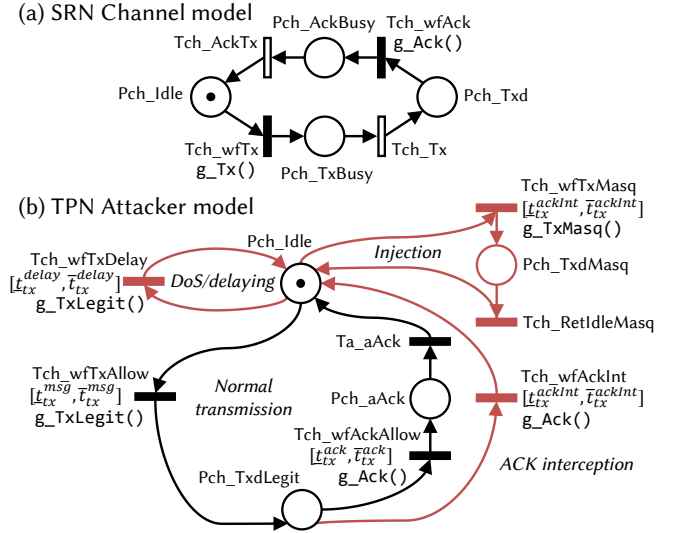 (a) SRN Channel model
Pch_AckBusy
Tch_wfAck
Tch_AckTx
g_Ack()
Pch_Idle
Pch_Txd
Tch_wfTx
Pch_TxBusy
Tch_Tx
g_Tx()
(b) TPN Attacker model
Tch_wfTxMasq
[t̲_tx^ackInt, t̅_tx^ackInt]
g_TxMasq()
Pch_Idle
Injection
Tch_wfTxDelay
[t̲_tx^delay, t̅_tx^delay]
g_TxLegit()
DoS/delaying
Pch_TxdMasq
Tch_RetIdleMasq
Ta_aAck
Tch_wfTxAllow
[t̲_tx^msg, t̅_tx^msg]
g_TxLegit()
Normal
transmission
Pch_aAck
Tch_wfAckInt
[t̲_tx^ackInt, t̅_tx^ackInt]
g_Ack()
Tch_wfAckAllow
[t̲_tx^ack, t̅_tx^ack]
g_Ack()
Pch_TxdLegit
ACK interception